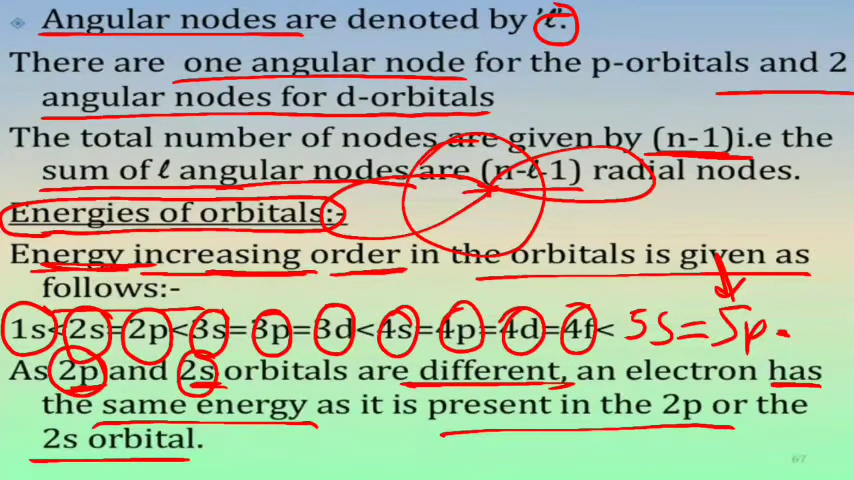 Angular nodes are denoted by 'ℓ'.
There are one angular node for the p-orbitals and 2
angular nodes for d-orbitals
The total number of nodes are given by (n-1)i.e the
sum of ℓ angular nodes are (n-ℓ-1) radial nodes.
Energies of orbitals:-
Energy increasing order in the orbitals is given as
follows:-
1s<2s=2p<3s=3p=3d<4s=4p=4d=4f< 5s=5p-
As 2p and 2s orbitals are different, an electron has
the same energy as it is present in the 2p or the
2s orbital.
67